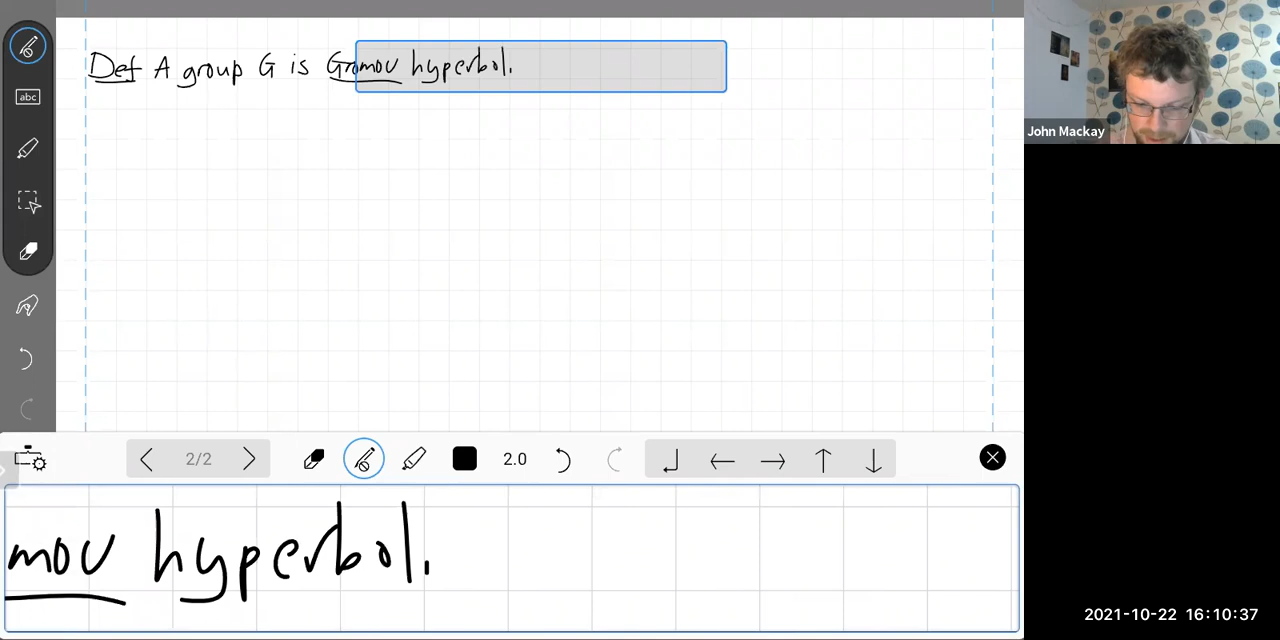 Def A group G is Gromov hyperbol.
abc
John Mackay
2/2
2.0
mov hyperbol.
2021-10-22 16:10:37